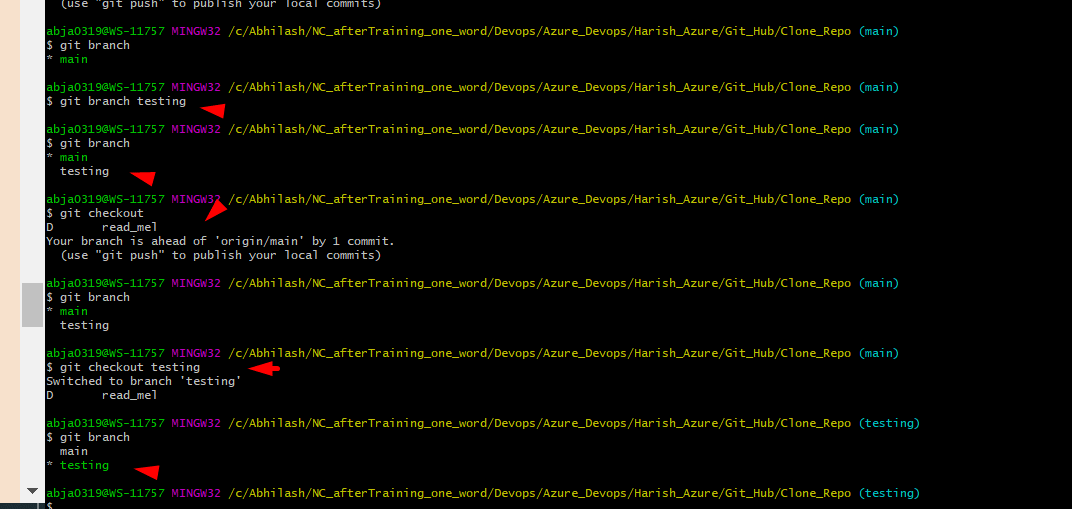 (use "git push" to publish your local commits)
abja0319@WS-11757 MINGW32 /c/Abhilash/NC_afterTraining_one_word/Devops/Azure_Devops/Harish_Azure/Git_Hub/Clone_Repo (main)
$ git branch
* main
abja0319@WS-11757 MINGW32 /c/Abhilash/NC_afterTraining_one_word/Devops/Azure_Devops/Harish_Azure/Git_Hub/Clone_Repo (main)
$ git branch testing
abja0319@WS-11757 MINGW32 /c/Abhilash/NC_afterTraining_one_word/Devops/Azure_Devops/Harish_Azure/Git_Hub/Clone_Repo (main)
$ git branch
* main
testing
abja0319@WS-11757 MINGW32 /c/Abhilash/NC_afterTraining_one_word/Devops/Azure_Devops/Harish_Azure/Git_Hub/Clone_Repo (main)
$ git checkout
D read_mel
Your branch is ahead of 'origin/main' by 1 commit.
(use "git push" to publish your local commits)
abja0319@WS-11757 MINGW32 /c/Abhilash/NC_afterTraining_one_word/Devops/Azure_Devops/Harish_Azure/Git_Hub/Clone_Repo (main)
$ git branch
* main
testing
abja0319@WS-11757 MINGW32 /c/Abhilash/NC_afterTraining_one_word/Devops/Azure_Devops/Harish_Azure/Git_Hub/Clone_Repo (main)
$ git checkout testing
Switched to branch 'testing'
D read_mel
abja0319@WS-11757 MINGW32 /c/Abhilash/NC_afterTraining_one_word/Devops/Azure_Devops/Harish_Azure/Git_Hub/Clone_Repo (testing)
$ git branch
main
* testing
abja0319@WS-11757 MINGW32 /c/Abhilash/NC_afterTraining_one_word/Devops/Azure_Devops/Harish_Azure/Git_Hub/Clone_Repo (testing)
$